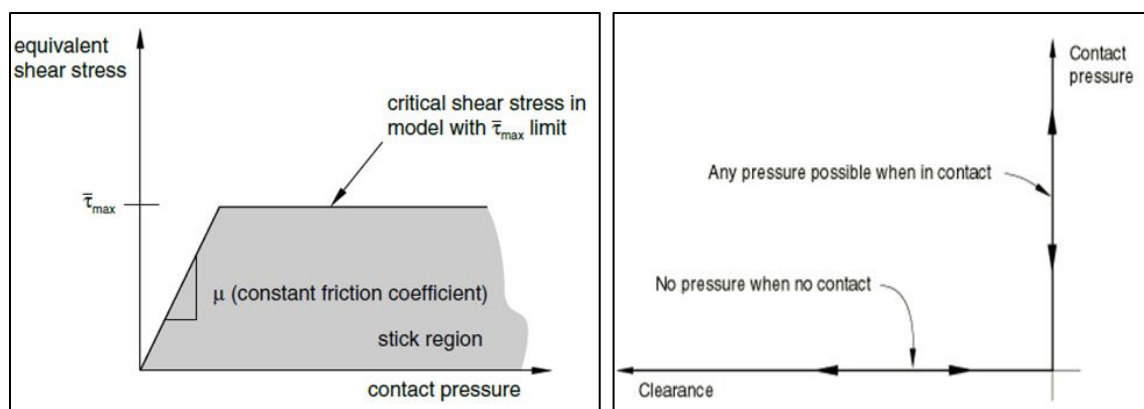 equivalent
shear stress
critical shear stress in
model with τ̄max limit
τ̄max
μ (constant friction coefficient)
stick region
contact pressure
Contact
pressure
Any pressure possible when in contact
No pressure when no contact
Clearance